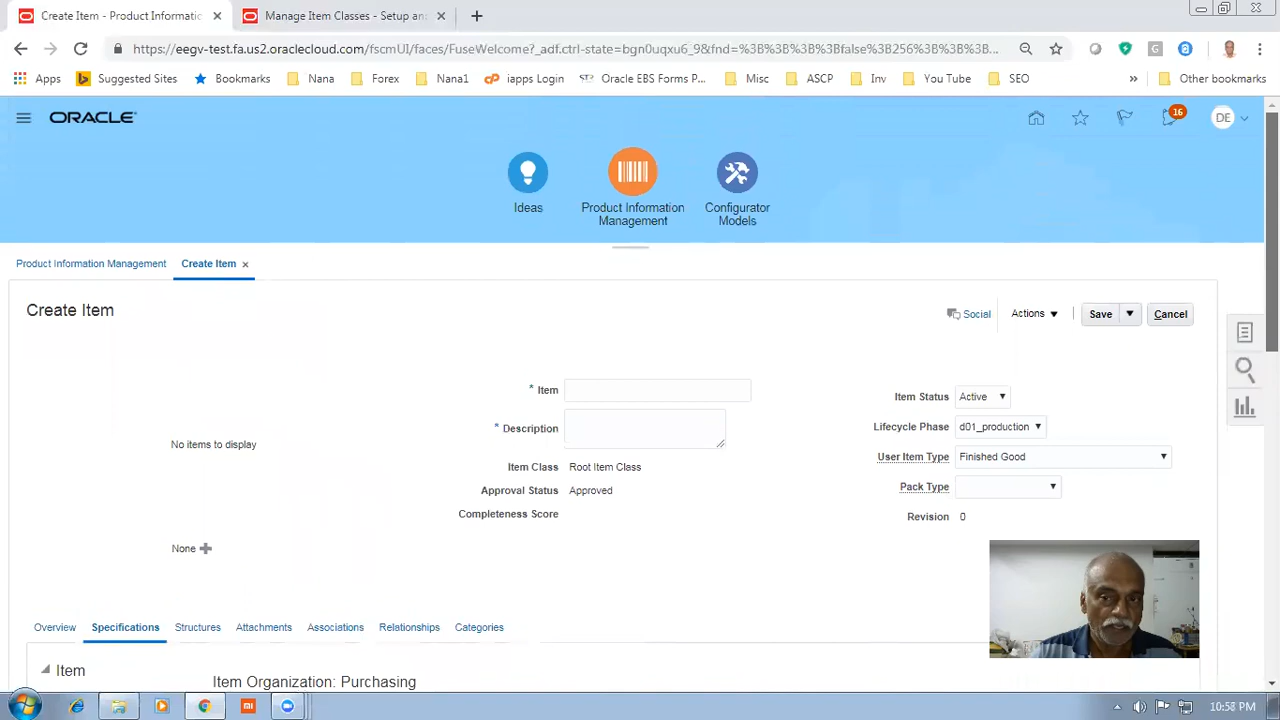 Create Item - Product Informatic
Manage Item Classes - Setup and
https://eegv-test.fa.us2.oraclecloud.com/fscmUI/faces/FuseWelcome?_adf.ctrl-state=bgn0uqxu6_9&fnd=%3B%3B%3B%3Bfalse%3B256%3B%3B%3B...
Apps
Suggested Sites
Bookmarks
Nana
Forex
Nana1
iapps Login
Oracle EBS Forms P...
Misc
ASCP
Inv
You Tube
SEO
»
Other bookmarks
ORACLE
16
DE
Ideas
Product Information
Management
Configurator
Models
Product Information Management
Create Item
Create Item
Social
Actions
Save
Cancel
* Item
* Description
Item Class Root Item Class
Approval Status Approved
Completeness Score
Item Status Active
Lifecycle Phase d01_production
User Item Type Finished Good
Pack Type
Revision 0
No items to display
None
Overview
Specifications
Structures
Attachments
Associations
Relationships
Categories
Item
Item Organization: Purchasing
10:58 PM